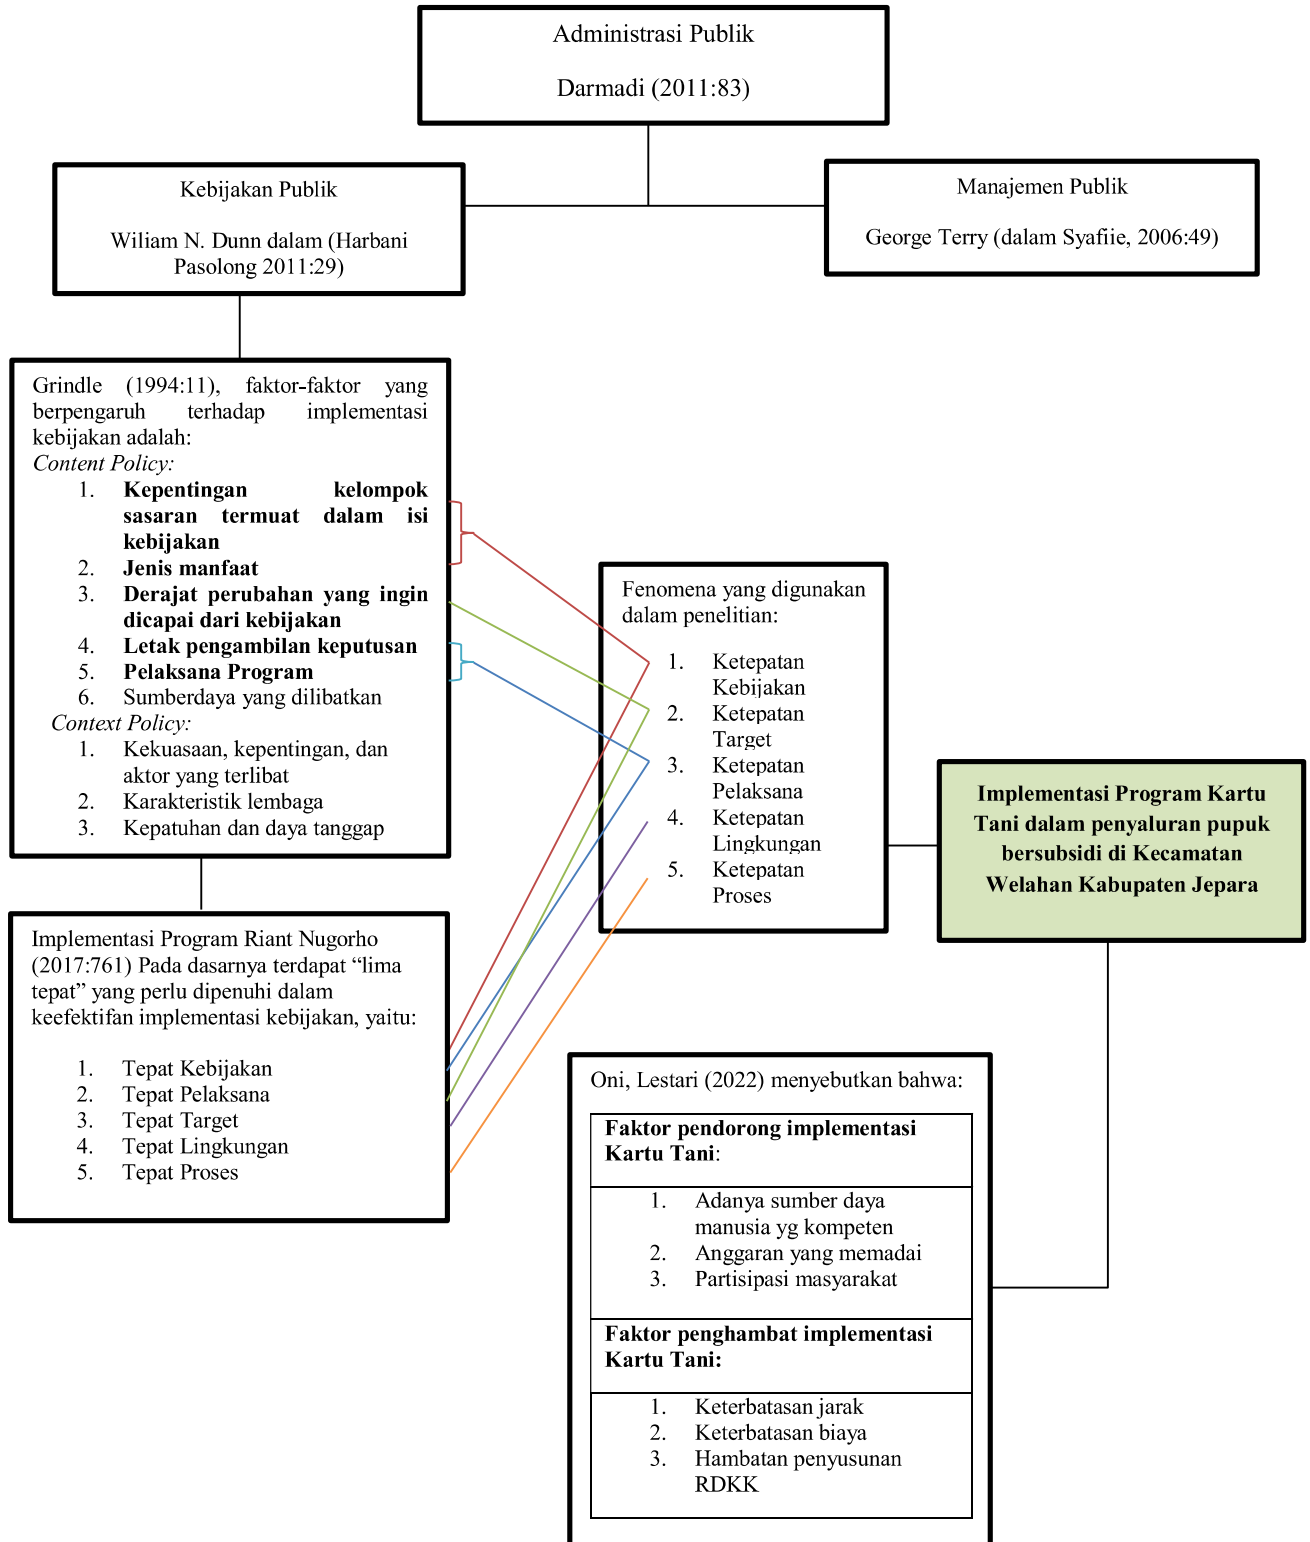 Administrasi Publik
Darmadi (2011:83)
Kebijakan Publik
Wiliam N. Dunn dalam (Harbani
Pasolong 2011:29)
Manajemen Publik
George Terry (dalam Syafiie, 2006:49)
Grindle (1994:11), faktor-faktor yang
berpengaruh terhadap implementasi
kebijakan adalah:
Content Policy:
1. Kepentingan kelompok
sasaran termuat dalam isi
kebijakan
2. Jenis manfaat
3. Derajat perubahan yang ingin
dicapai dari kebijakan
4. Letak pengambilan keputusan
5. Pelaksana Program
6. Sumberdaya yang dilibatkan
Context Policy:
1. Kekuasaan, kepentingan, dan
aktor yang terlibat
2. Karakteristik lembaga
3. Kepatuhan dan daya tanggap
Implementasi Program Riant Nugorho
(2017:761) Pada dasarnya terdapat “lima
tepat” yang perlu dipenuhi dalam
keefektifan implementasi kebijakan, yaitu:
1. Tepat Kebijakan
2. Tepat Pelaksana
3. Tepat Target
4. Tepat Lingkungan
5. Tepat Proses
Fenomena yang digunakan
dalam penelitian:
1. Ketepatan
Kebijakan
2. Ketepatan
Target
3. Ketepatan
Pelaksana
4. Ketepatan
Lingkungan
5. Ketepatan
Proses
Implementasi Program Kartu
Tani dalam penyaluran pupuk
bersubsidi di Kecamatan
Welahan Kabupaten Jepara
Oni, Lestari (2022) menyebutkan bahwa:
Faktor pendorong implementasi
Kartu Tani:
1. Adanya sumber daya
manusia yg kompeten
2. Anggaran yang memadai
3. Partisipasi masyarakat
Faktor penghambat implementasi
Kartu Tani:
1. Keterbatasan jarak
2. Keterbatasan biaya
3. Hambatan penyusunan
RDKK